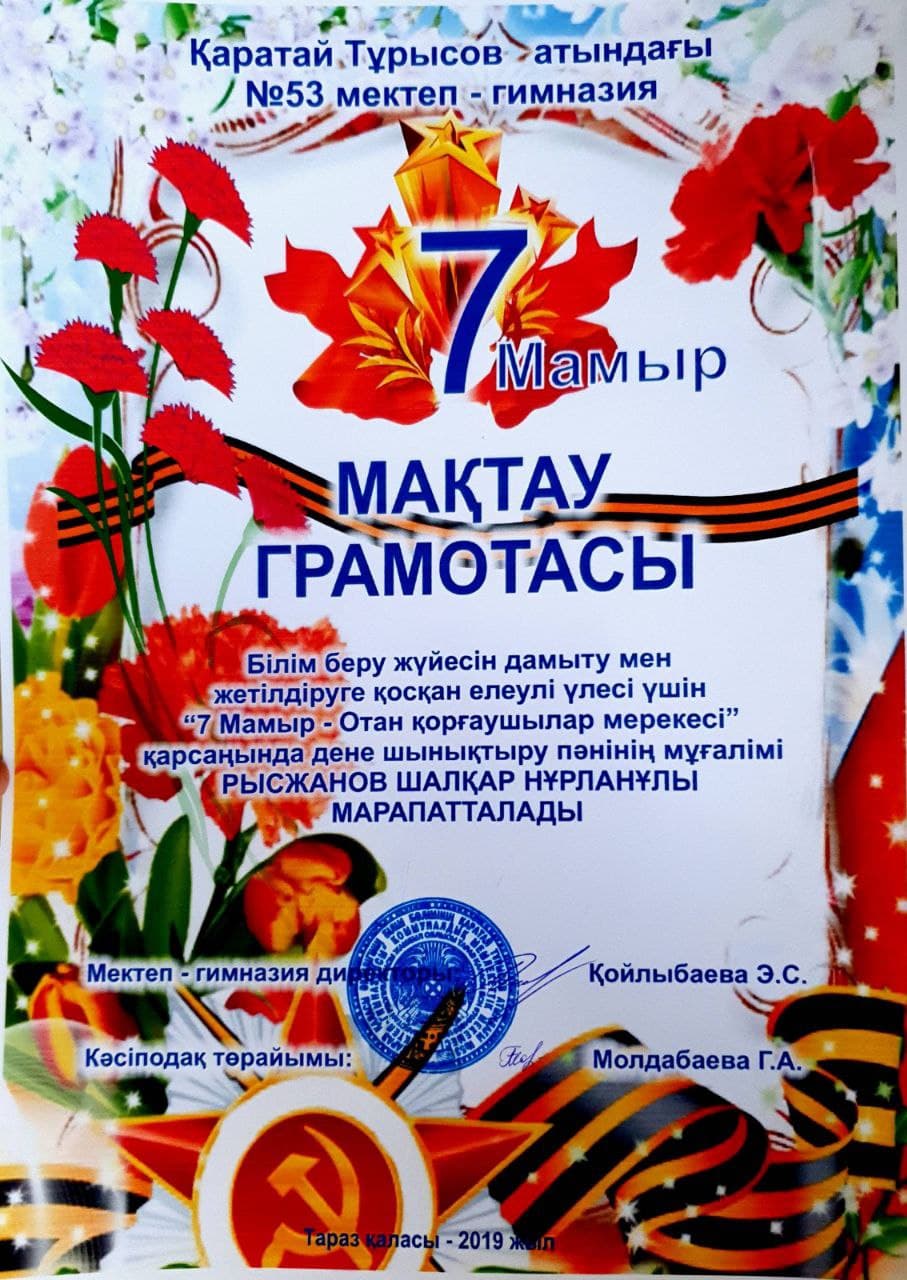 Қаратай Тұрысов атындағы
№53 мектеп - гимназия
7 Мамыр
МАҚТАУ
ГРАМОТАСЫ
Білім беру жүйесін дамыту мен
жетілдіруге қосқан елеулі үлесі үшін
“7 Мамыр - Отан қорғаушылар мерекесі”
қарсаңында дене шынықтыру пәнінің мұғалімі
РЫСЖАНОВ ШАЛҚАР НҰРЛАНҰЛЫ
МАРАПАТТАЛАДЫ
Мектеп - гимназия директоры: Қойлыбаева Э.С.
Кәсіподақ төрайымы: Молдабаева Г.А.
Тараз қаласы - 2019 жыл